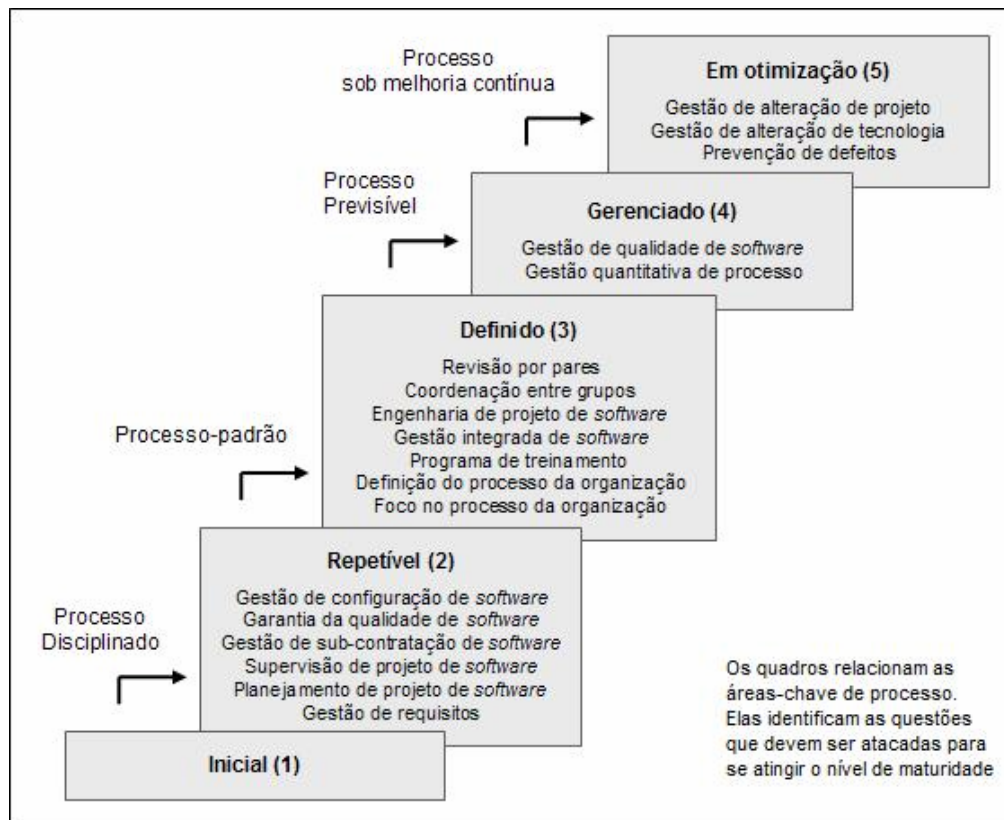 Processo
sob melhoria contínua
Em otimização (5)
Gestão de alteração de projeto
Gestão de alteração de tecnologia
Prevenção de defeitos
Processo
Previsível
Gerenciado (4)
Gestão de qualidade de software
Gestão quantitativa de processo
Processo-padrão
Definido (3)
Revisão por pares
Coordenação entre grupos
Engenharia de projeto de software
Gestão integrada de software
Programa de treinamento
Definição do processo da organização
Foco no processo da organização
Processo
Disciplinado
Repetível (2)
Gestão de configuração de software
Garantia da qualidade de software
Gestão de sub-contratação de software
Supervisão de projeto de software
Planejamento de projeto de software
Gestão de requisitos
Inicial (1)
Os quadros relacionam as
áreas-chave de processo.
Elas identificam as questões
que devem ser atacadas para
se atingir o nível de maturidade